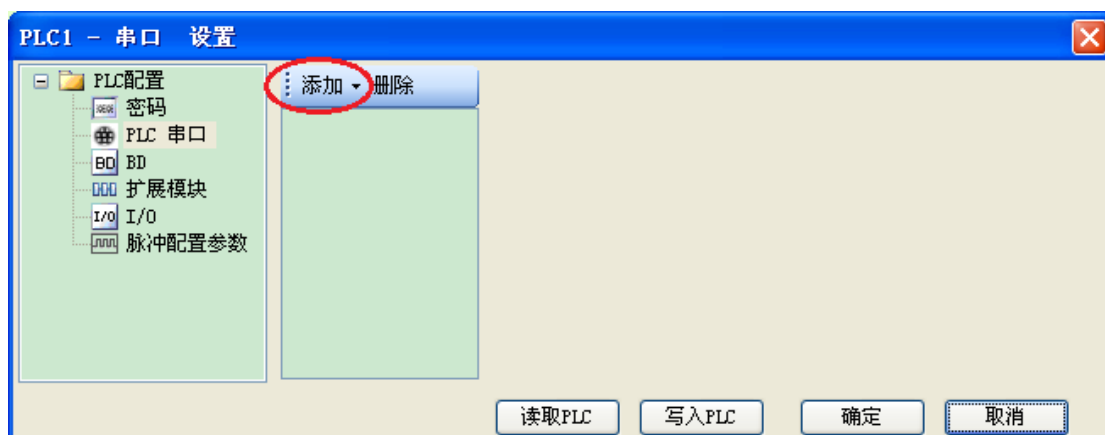 PLC1 - 串口 设置
PLC配置
密码
PLC 串口
BD BD
扩展模块
I/O I/O
脉冲配置参数
添加 删除
读取PLC 写入PLC 确定 取消